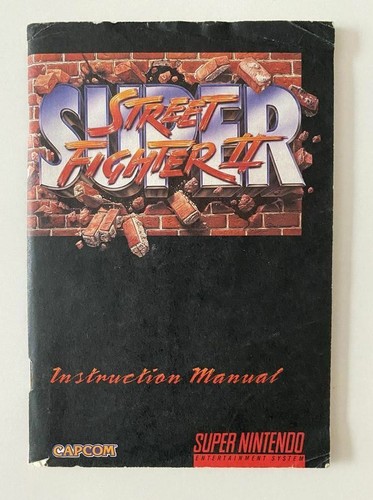 SUPER
STREET
FIGHTER II
Instruction Manual
CAPCOM
SUPER NINTENDO
ENTERTAINMENT SYSTEM